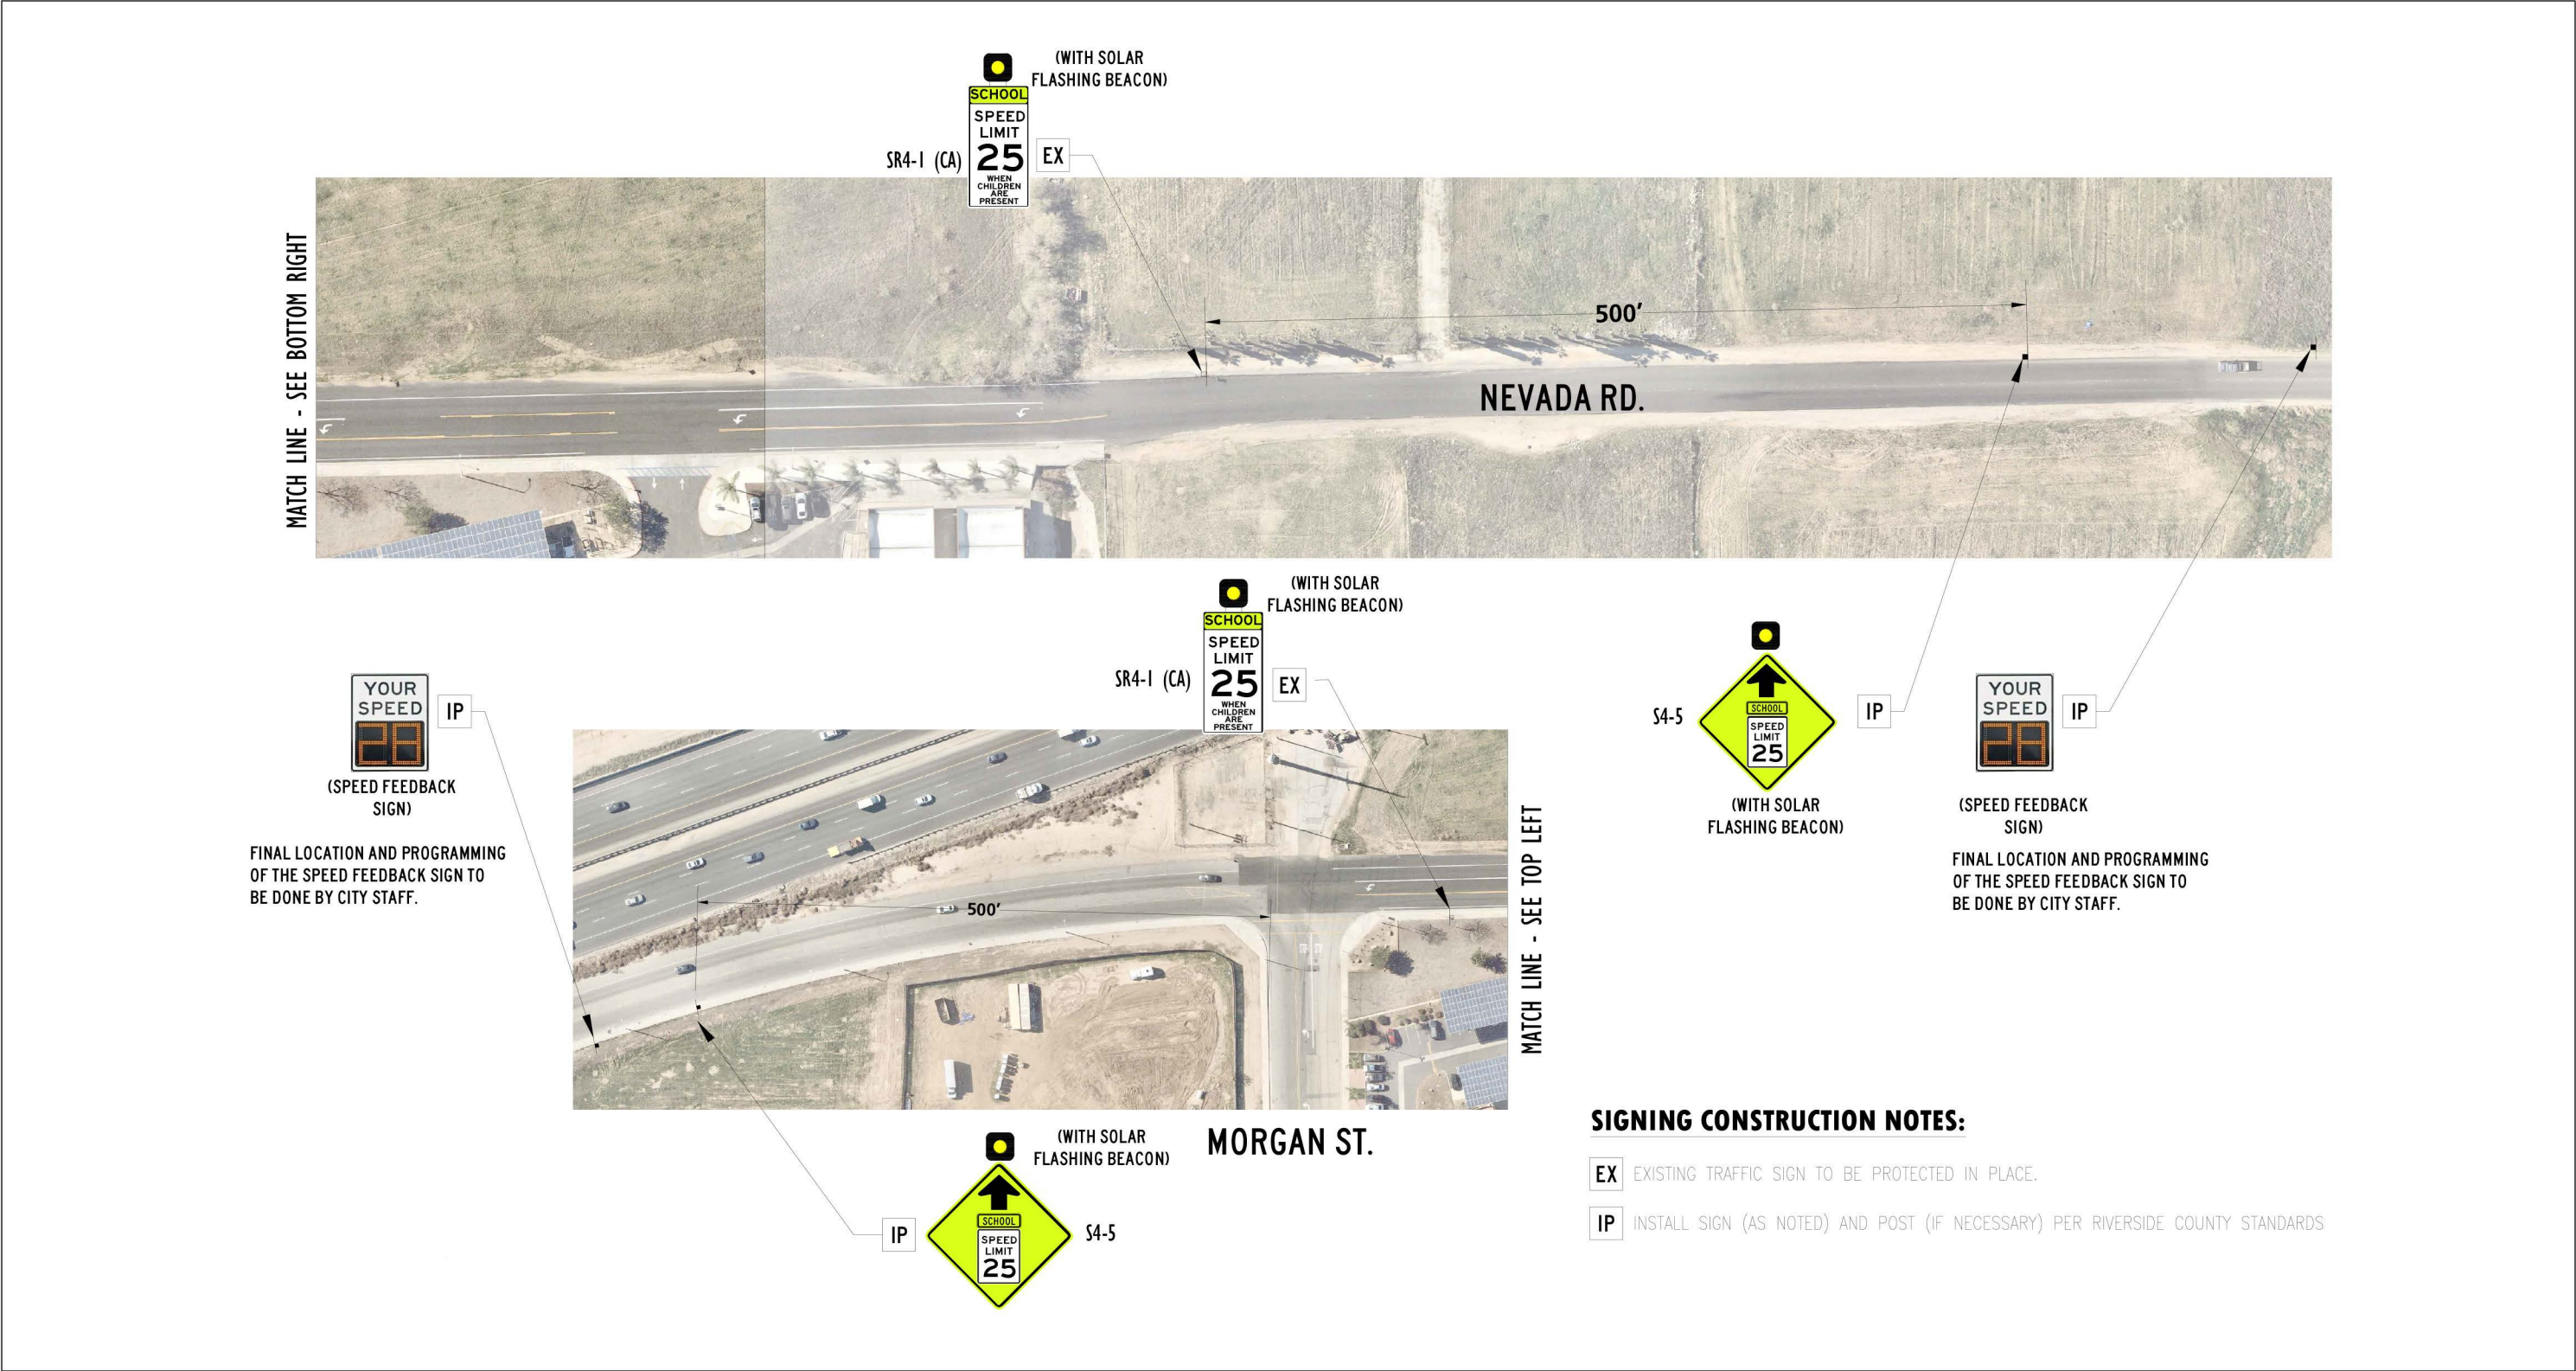 (WITH SOLAR
FLASHING BEACON)
SCHOOL
SPEED
LIMIT
25
WHEN
CHILDREN
ARE
PRESENT
SR4-1 (CA)
EX
MATCH LINE - SEE BOTTOM RIGHT
500'
NEVADA RD.
(WITH SOLAR
FLASHING BEACON)
SCHOOL
SPEED
LIMIT
25
WHEN
CHILDREN
ARE
PRESENT
SR4-1 (CA)
EX
YOUR
SPEED
28
IP
(SPEED FEEDBACK
SIGN)
FINAL LOCATION AND PROGRAMMING
OF THE SPEED FEEDBACK SIGN TO
BE DONE BY CITY STAFF.
500'
MATCH LINE - SEE TOP LEFT
S4-5
SCHOOL
SPEED
LIMIT
25
IP
(WITH SOLAR
FLASHING BEACON)
YOUR
SPEED
28
IP
(SPEED FEEDBACK
SIGN)
FINAL LOCATION AND PROGRAMMING
OF THE SPEED FEEDBACK SIGN TO
BE DONE BY CITY STAFF.
MORGAN ST.
(WITH SOLAR
FLASHING BEACON)
IP
SCHOOL
SPEED
LIMIT
25
S4-5
SIGNING CONSTRUCTION NOTES:
EX EXISTING TRAFFIC SIGN TO BE PROTECTED IN PLACE.
IP INSTALL SIGN (AS NOTED) AND POST (IF NECESSARY) PER RIVERSIDE COUNTY STANDARDS